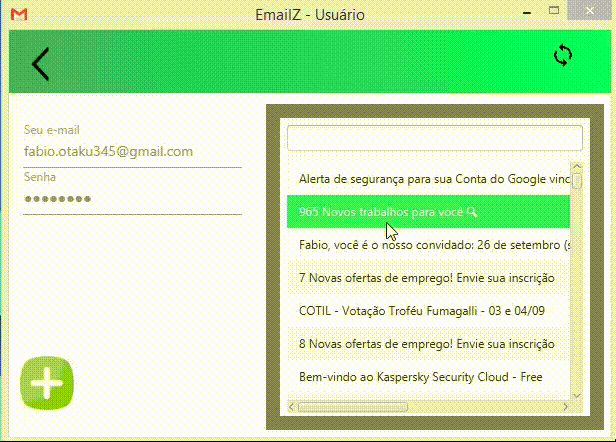 EmailZ - Usuário
Seu e-mail
fabio.otaku345@gmail.com
Senha
Alerta de segurança para sua Conta do Google vinc
965 Novos trabalhos para você
Fabio, você é o nosso convidado: 26 de setembro (s
7 Novas ofertas de emprego! Envie sua inscrição
COTIL - Votação Troféu Fumagalli - 03 e 04/09
8 Novas ofertas de emprego! Envie sua inscrição
Bem-vindo ao Kaspersky Security Cloud - Free